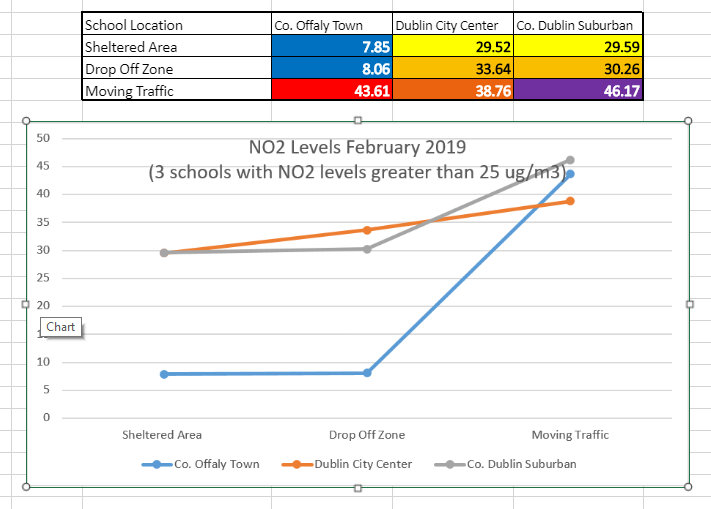 School Location Co. Offaly Town Dublin City Center Co. Dublin Suburban
Sheltered Area 7.85 29.52 29.59
Drop Off Zone 8.06 33.64 30.26
Moving Traffic 43.61 38.76 46.17
NO2 Levels February 2019
(3 schools with NO2 levels greater than 25 ug/m3)
50
45
40
35
30
25
20
Chart
10
5
0
Sheltered Area Drop Off Zone Moving Traffic
Co. Offaly Town Dublin City Center Co. Dublin Suburban